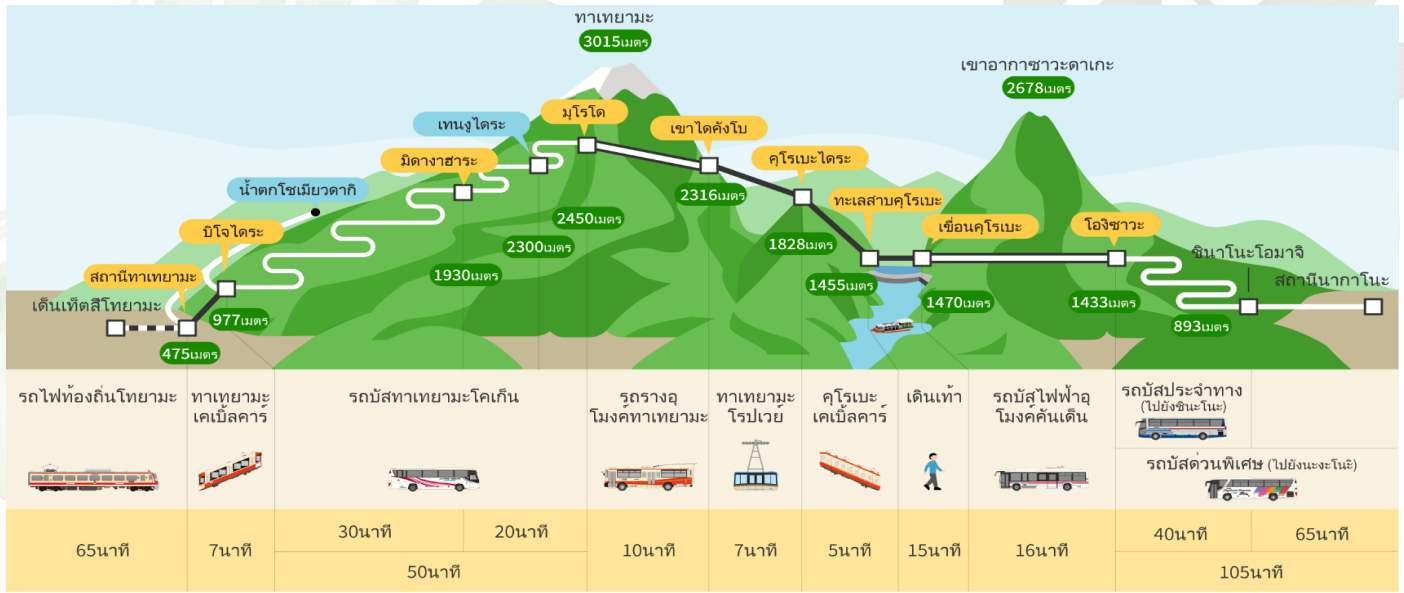 ทาเทยามะ
3015เมตร
เขาอากาซาวะดาเกะ
2678เมตร
มุโรโด
เทนงูไดระ
เขาไดคังโบ
มิดางาฮาระ
คุโรเบะไดระ
น้ำตกโชเมียวดากิ
ทะเลสาบคุโรเบะ
บิโจไดระ
เขื่อนคุโรเบะ
โองิซาวะ
สถานีทาเทยามะ
ชินาโนะโอมาจิ
สถานีนากาโนะ
เด็นเท็ตสึโทยามะ
475เมตร
977เมตร
1930เมตร
2300เมตร
2450เมตร
2316เมตร
1828เมตร
1455เมตร
1470เมตร
1433เมตร
893เมตร
รถไฟท้องถิ่นโทยามะ
ทาเทยามะ
เคเบิ้ลคาร์
รถบัสทาเทยามะโคเก็น
รถรางอุ
โมงค์ทาเทยามะ
ทาเทยามะ
โรปเวย์
คุโรเบะ
เคเบิ้ลคาร์
เดินเท้า
รถบัสไฟฟ้าอุ
โมงค์คันเด็น
รถบัสประจำทาง
(ไปยังชินะโนะ)
รถบัสด่วนพิเศษ (ไปยังนะงะโนะ)
65นาที
7นาที
30นาที
20นาที
50นาที
10นาที
7นาที
5นาที
15นาที
16นาที
40นาที
65นาที
105นาที